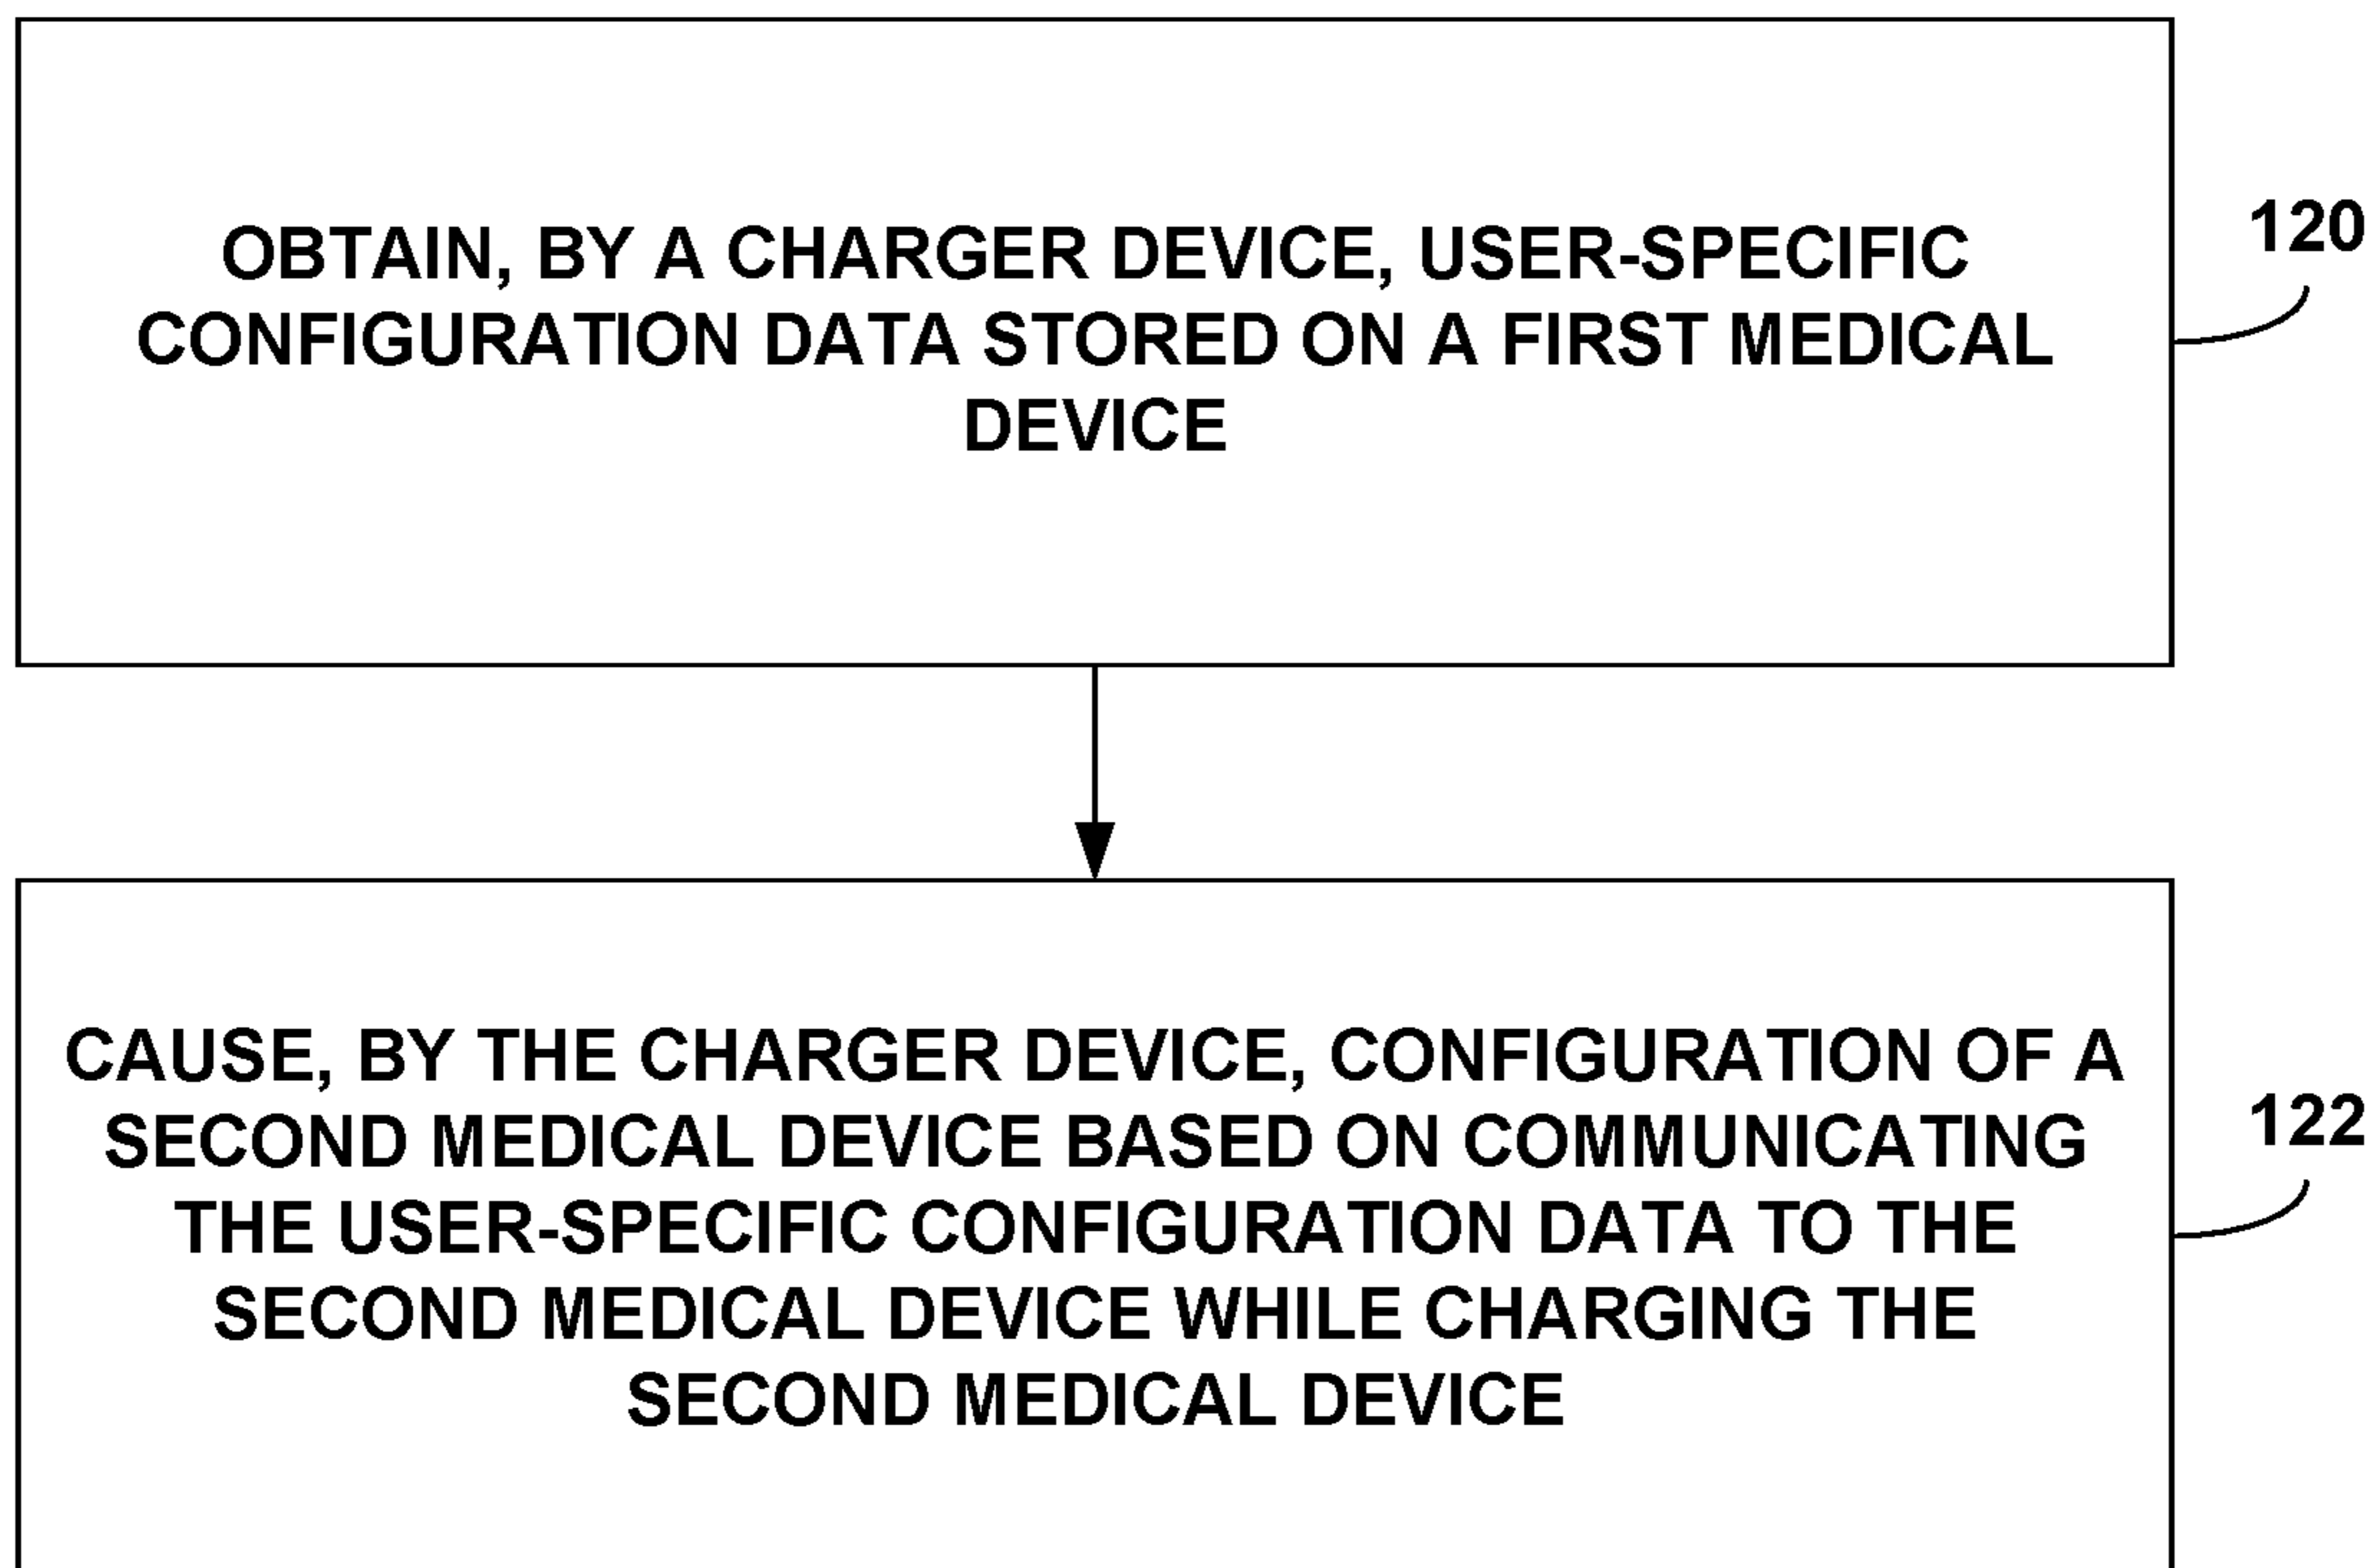 OBTAIN, BY A CHARGER DEVICE, USER-SPECIFIC
CONFIGURATION DATA STORED ON A FIRST MEDICAL
DEVICE
120
CAUSE, BY THE CHARGER DEVICE, CONFIGURATION OF A
SECOND MEDICAL DEVICE BASED ON COMMUNICATING
THE USER-SPECIFIC CONFIGURATION DATA TO THE
SECOND MEDICAL DEVICE WHILE CHARGING THE
SECOND MEDICAL DEVICE
122